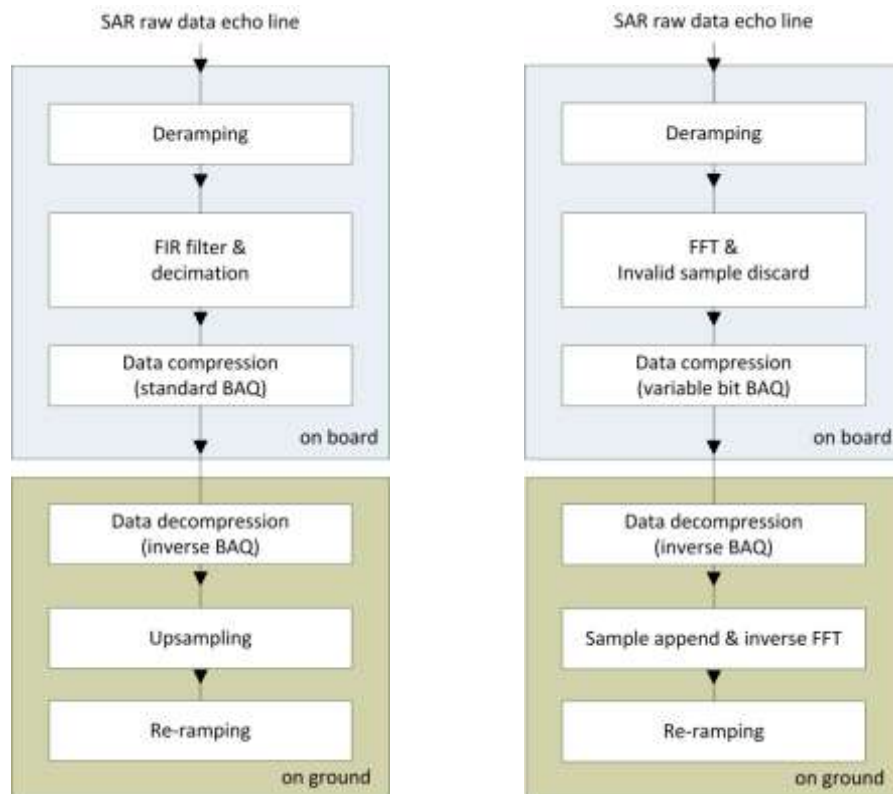 SAR raw data echo line
Deramping
FIR filter &
decimation
Data compression
(standard BAQ)
on board
Data decompression
(inverse BAQ)
Upsampling
Re-ramping
on ground
SAR raw data echo line
Deramping
FFT &
Invalid sample discard
Data compression
(variable bit BAQ)
on board
Data decompression
(inverse BAQ)
Sample append & inverse FFT
Re-ramping
on ground